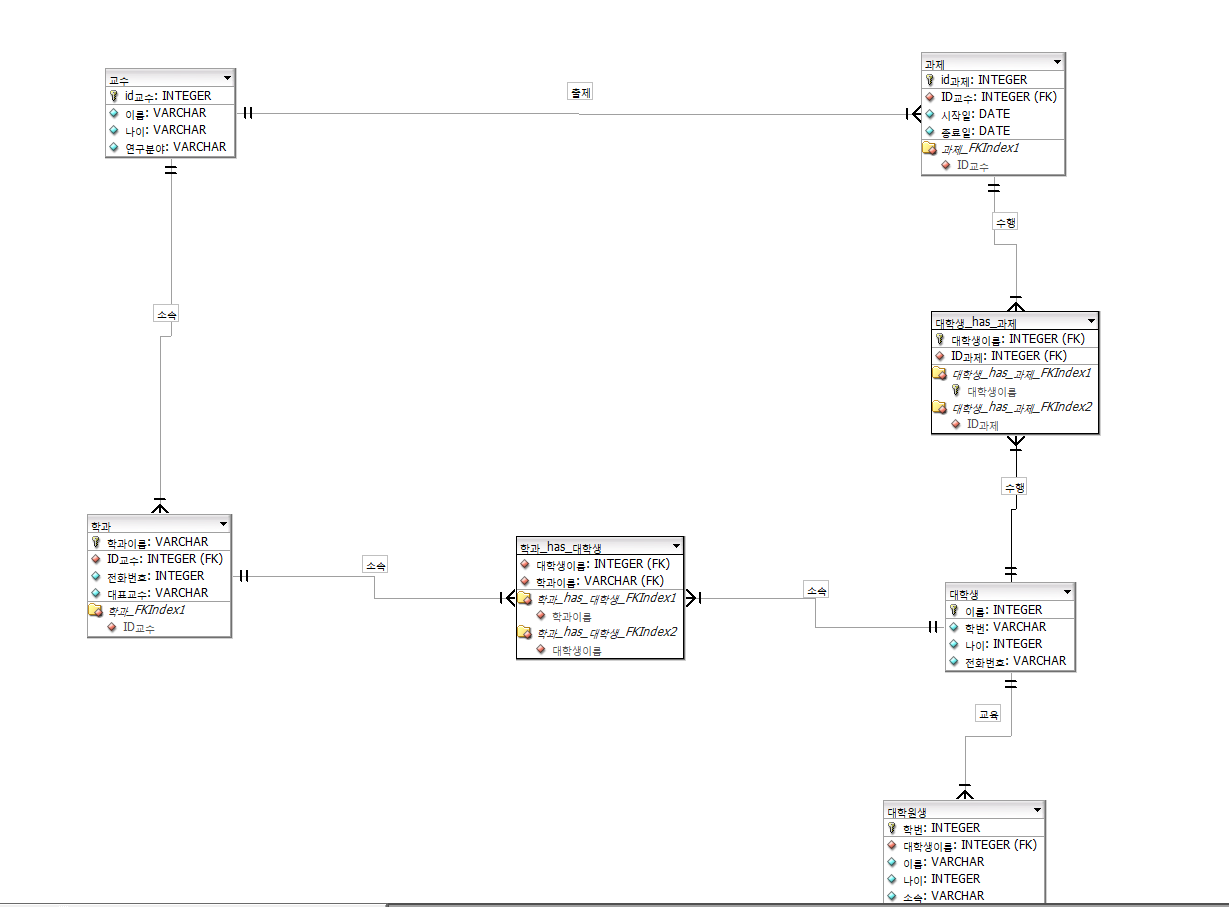 교수
id교수: INTEGER
이름: VARCHAR
나이: VARCHAR
연구분야: VARCHAR
출제
과제
id과제: INTEGER
ID교수: INTEGER (FK)
시작일: DATE
종료일: DATE
과제_FKIndex1
ID교수
수행
소속
대학생_has_과제
대학생이름: INTEGER (FK)
ID과제: INTEGER (FK)
대학생_has_과제_FKIndex1
대학생이름
대학생_has_과제_FKIndex2
ID과제
수행
학과
학과이름: VARCHAR
ID교수: INTEGER (FK)
전화번호: INTEGER
대표교수: VARCHAR
학과_FKIndex1
ID교수
소속
학과_has_대학생
대학생이름: INTEGER (FK)
학과이름: VARCHAR (FK)
학과_has_대학생_FKIndex1
학과이름
학과_has_대학생_FKIndex2
대학생이름
소속
대학생
이름: INTEGER
학번: VARCHAR
나이: INTEGER
전화번호: VARCHAR
교육
대학원생
학번: INTEGER
대학생이름: INTEGER (FK)
이름: VARCHAR
나이: INTEGER
소속: VARCHAR